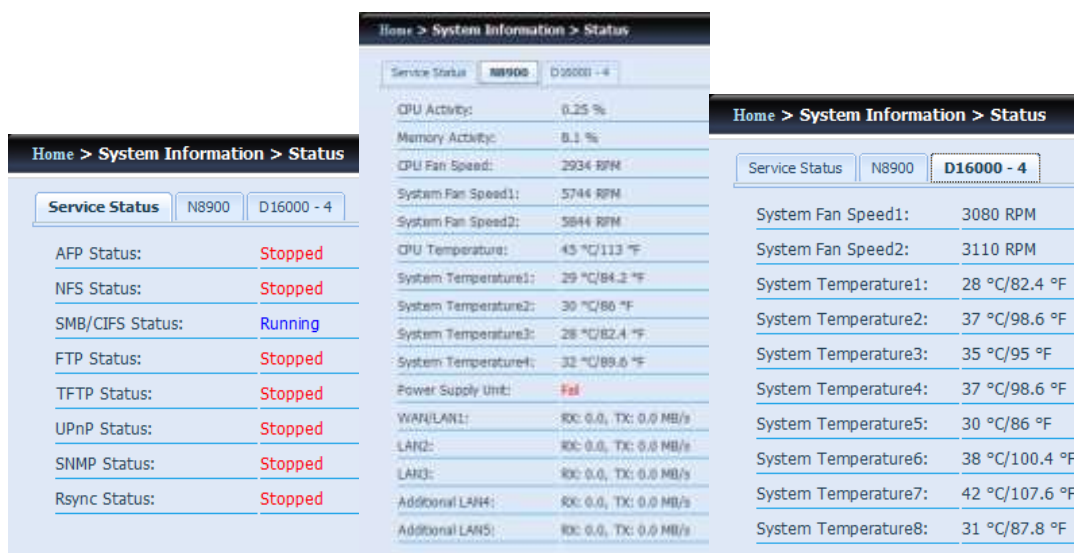 Home > System Information > Status
Service Status N8900 D16000 - 4
AFP Status: Stopped
NFS Status: Stopped
SMB/CIFS Status: Running
FTP Status: Stopped
TFTP Status: Stopped
UPnP Status: Stopped
SNMP Status: Stopped
Rsync Status: Stopped
Home > System Information > Status
Service Status N8900 D16000 - 4
CPU Activity: 0.25 %
Memory Activity: 8.1 %
CPU Fan Speed: 2934 RPM
System Fan Speed1: 5744 RPM
System Fan Speed2: 5844 RPM
CPU Temperature: 45 °C/113 °F
System Temperature1: 29 °C/84.2 °F
System Temperature2: 30 °C/86 °F
System Temperature3: 28 °C/82.4 °F
System Temperature4: 32 °C/89.6 °F
Power Supply Unit: Fail
WAN/LAN1: RX: 0.0, TX: 0.0 MB/s
LAN2: RX: 0.0, TX: 0.0 MB/s
LAN3: RX: 0.0, TX: 0.0 MB/s
Additional LAN4: RX: 0.0, TX: 0.0 MB/s
Additional LAN5: RX: 0.0, TX: 0.0 MB/s
Home > System Information > Status
Service Status N8900 D16000 - 4
System Fan Speed1: 3080 RPM
System Fan Speed2: 3110 RPM
System Temperature1: 28 °C/82.4 °F
System Temperature2: 37 °C/98.6 °F
System Temperature3: 35 °C/95 °F
System Temperature4: 37 °C/98.6 °F
System Temperature5: 30 °C/86 °F
System Temperature6: 38 °C/100.4 °F
System Temperature7: 42 °C/107.6 °F
System Temperature8: 31 °C/87.8 °F